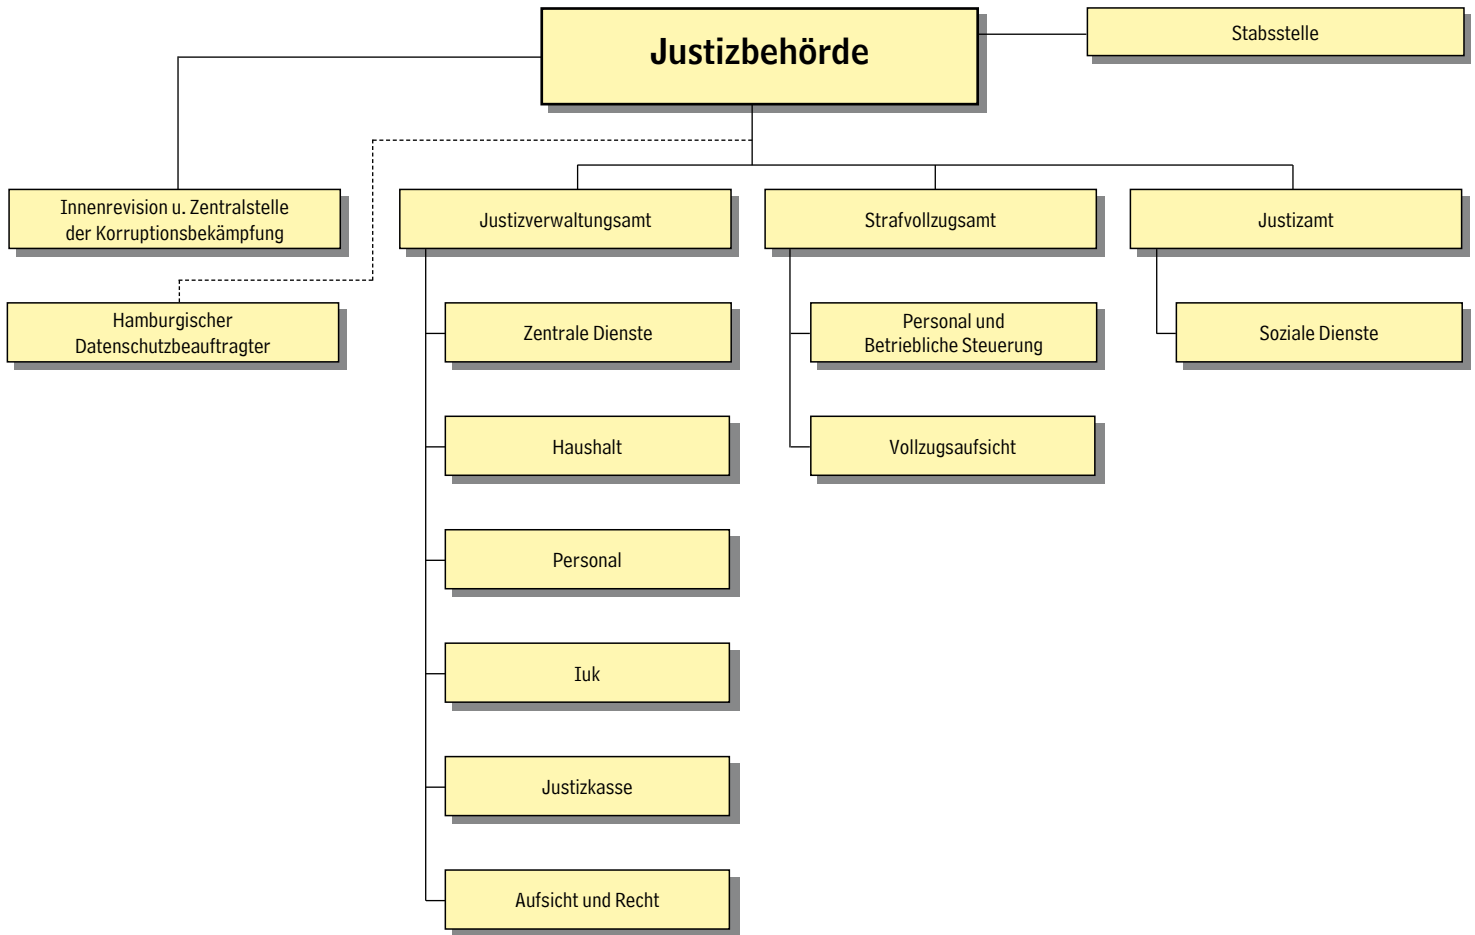 Justizbehörde
Stabsstelle
Innenrevision u. Zentralstelle
der Korruptionsbekämpfung
Justizverwaltungsamt
Strafvollzugsamt
Justizamt
Hamburgischer
Datenschutzbeauftragter
Zentrale Dienste
Personal und
Betriebliche Steuerung
Soziale Dienste
Haushalt
Vollzugsaufsicht
Personal
Iuk
Justizkasse
Aufsicht und Recht